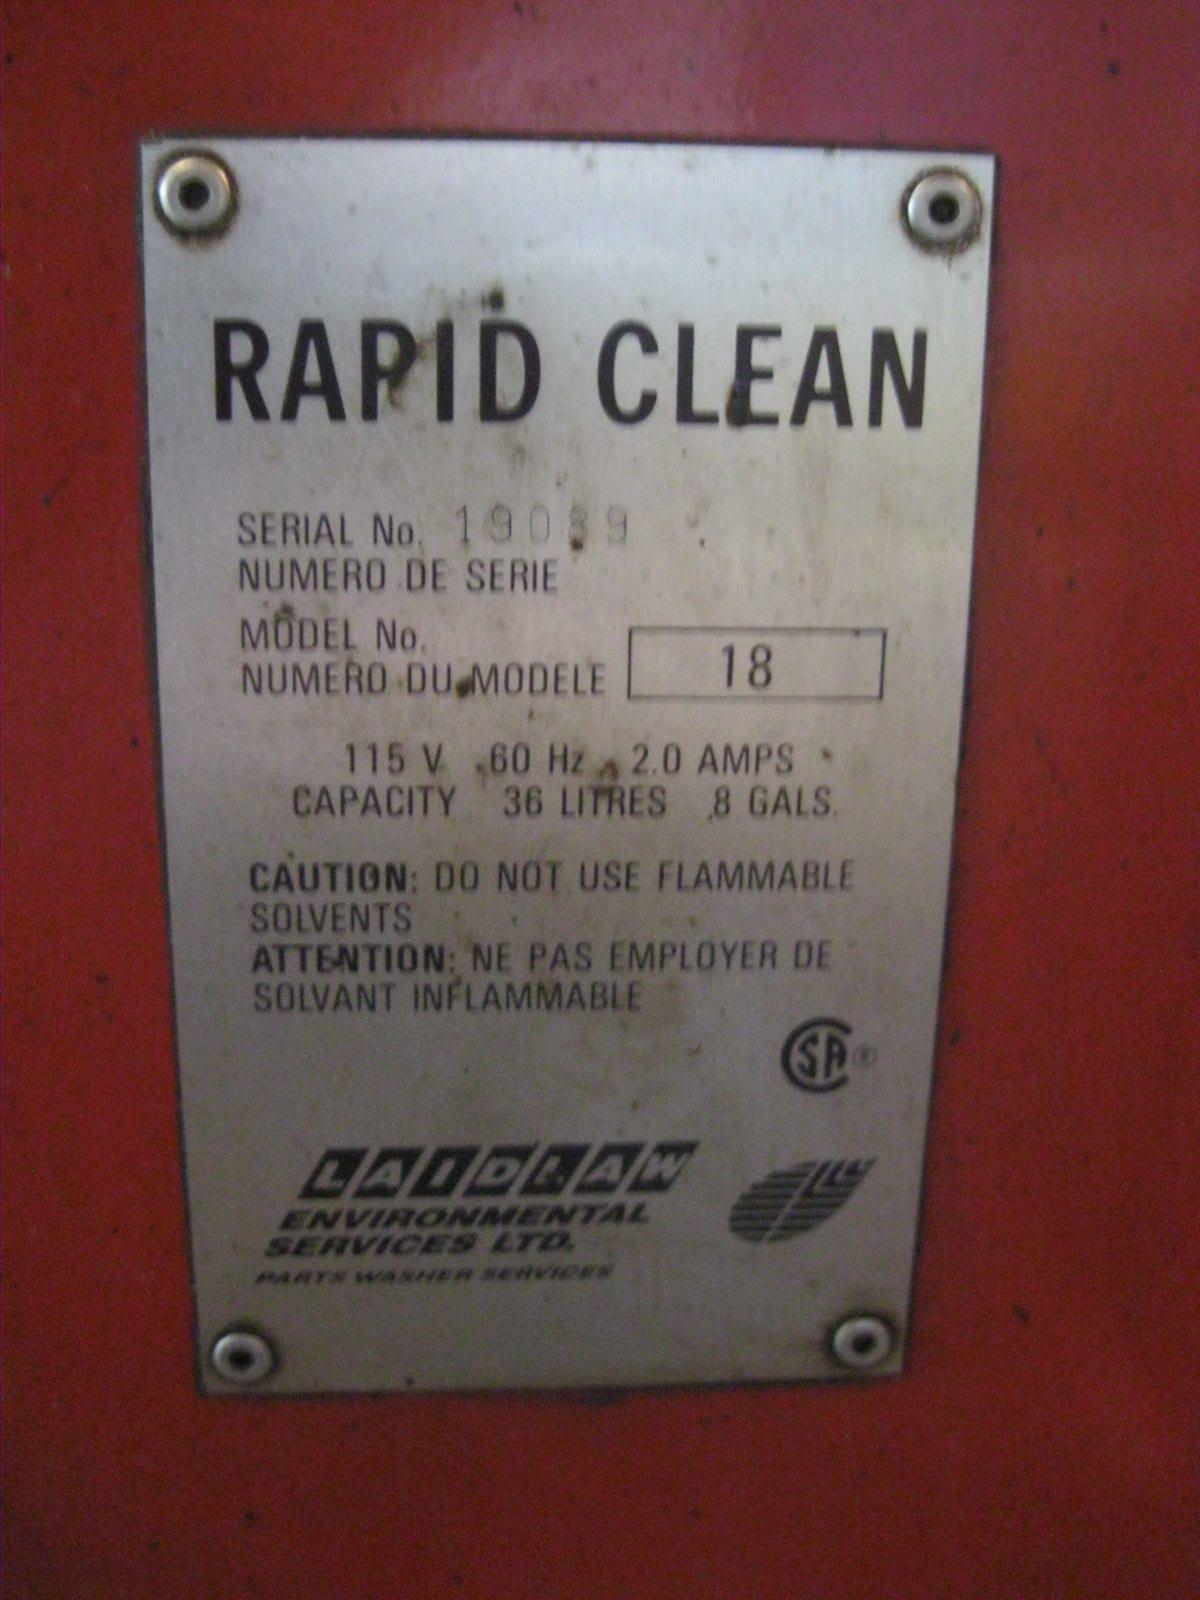 RAPID CLEAN
SERIAL No. 19089
NUMERO DE SERIE
MODEL No.
NUMERO DU MODELE 18
115 V 60 Hz 2.0 AMPS
CAPACITY 36 LITRES 8 GALS.
CAUTION: DO NOT USE FLAMMABLE
SOLVENTS
ATTENTION: NE PAS EMPLOYER DE
SOLVANT INFLAMMABLE
CSA ®
LAIDLAW
ENVIRONMENTAL
SERVICES LTD.
PARTS WASHER SERVICES